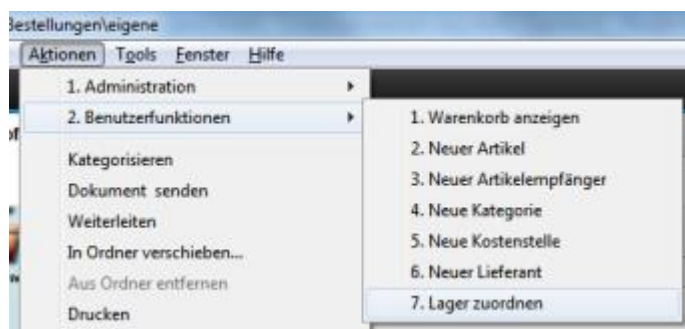 Bestellungen\eigene
Aktionen Tools Fenster Hilfe
1. Administration
2. Benutzerfunktionen
Kategorisieren
Dokument senden
Weiterleiten
In Ordner verschieben...
Aus Ordner entfernen
Drucken
1. Warenkorb anzeigen
2. Neuer Artikel
3. Neuer Artikelempfänger
4. Neue Kategorie
5. Neue Kostenstelle
6. Neuer Lieferant
7. Lager zuordnen